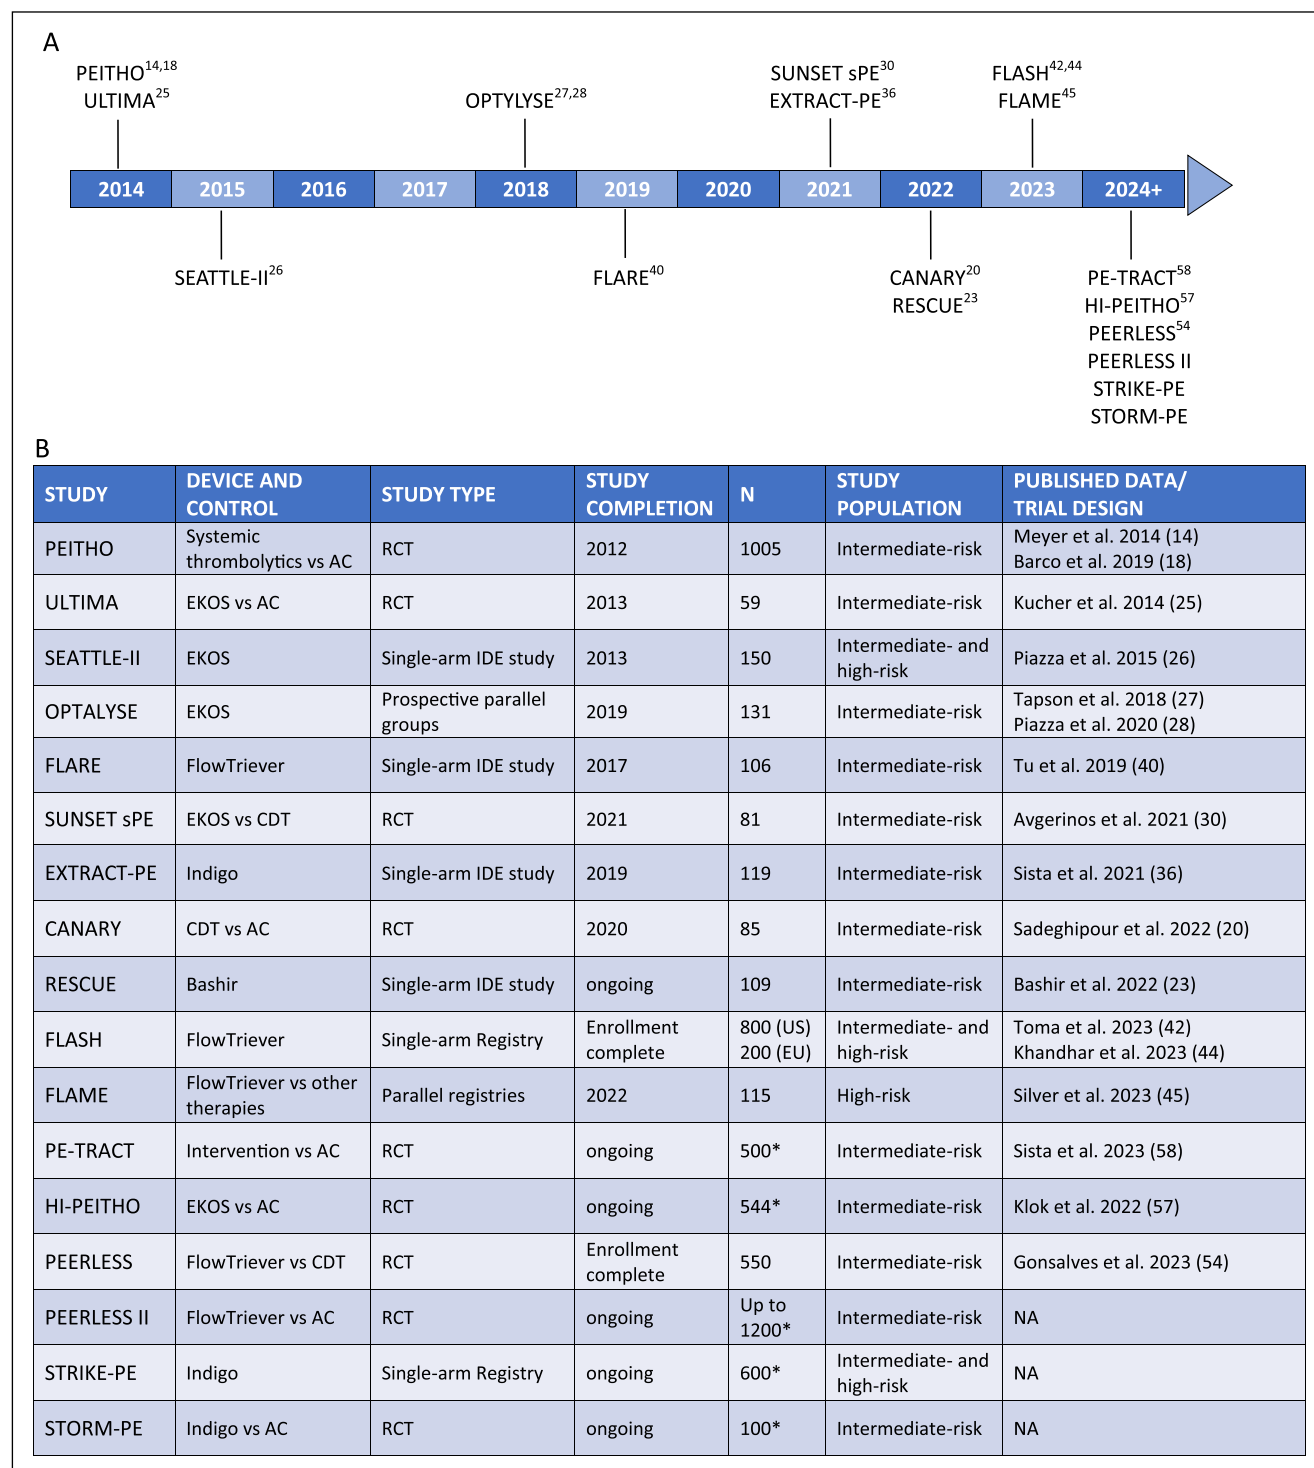 A
PEITHO14,18
ULTIMA25
OPTYLYSE27,28
SUNSET sPE30
EXTRACT-PE36
FLASH42,44
FLAME45
2014 2015 2016 2017 2018 2019 2020 2021 2022 2023 2024+
SEATTLE-II26
FLARE40
CANARY20
RESCUE23
PE-TRACT58
HI-PEITHO57
PEERLESS54
PEERLESS II
STRIKE-PE
STORM-PE
B
STUDY
DEVICE AND
CONTROL
STUDY TYPE
STUDY
COMPLETION
N
STUDY
POPULATION
PUBLISHED DATA/
TRIAL DESIGN
PEITHO
Systemic
thrombolytics vs AC
RCT
2012
1005
Intermediate-risk
Meyer et al. 2014 (14)
Barco et al. 2019 (18)
ULTIMA
EKOS vs AC
RCT
2013
59
Intermediate-risk
Kucher et al. 2014 (25)
SEATTLE-II
EKOS
Single-arm IDE study
2013
150
Intermediate- and
high-risk
Piazza et al. 2015 (26)
OPTALYSE
EKOS
Prospective parallel
groups
2019
131
Intermediate-risk
Tapson et al. 2018 (27)
Piazza et al. 2020 (28)
FLARE
FlowTriever
Single-arm IDE study
2017
106
Intermediate-risk
Tu et al. 2019 (40)
SUNSET sPE
EKOS vs CDT
RCT
2021
81
Intermediate-risk
Avgerinos et al. 2021 (30)
EXTRACT-PE
Indigo
Single-arm IDE study
2019
119
Intermediate-risk
Sista et al. 2021 (36)
CANARY
CDT vs AC
RCT
2020
85
Intermediate-risk
Sadeghipour et al. 2022 (20)
RESCUE
Bashir
Single-arm IDE study
ongoing
109
Intermediate-risk
Bashir et al. 2022 (23)
FLASH
FlowTriever
Single-arm Registry
Enrollment
complete
800 (US)
200 (EU)
Intermediate- and
high-risk
Toma et al. 2023 (42)
Khandhar et al. 2023 (44)
FLAME
FlowTriever vs other
therapies
Parallel registries
2022
115
High-risk
Silver et al. 2023 (45)
PE-TRACT
Intervention vs AC
RCT
ongoing
500*
Intermediate-risk
Sista et al. 2023 (58)
HI-PEITHO
EKOS vs AC
RCT
ongoing
544*
Intermediate-risk
Klok et al. 2022 (57)
PEERLESS
FlowTriever vs CDT
RCT
Enrollment
complete
550
Intermediate-risk
Gonsalves et al. 2023 (54)
PEERLESS II
FlowTriever vs AC
RCT
ongoing
Up to
1200*
Intermediate-risk
NA
STRIKE-PE
Indigo
Single-arm Registry
ongoing
600*
Intermediate- and
high-risk
NA
STORM-PE
Indigo vs AC
RCT
ongoing
100*
Intermediate-risk
NA